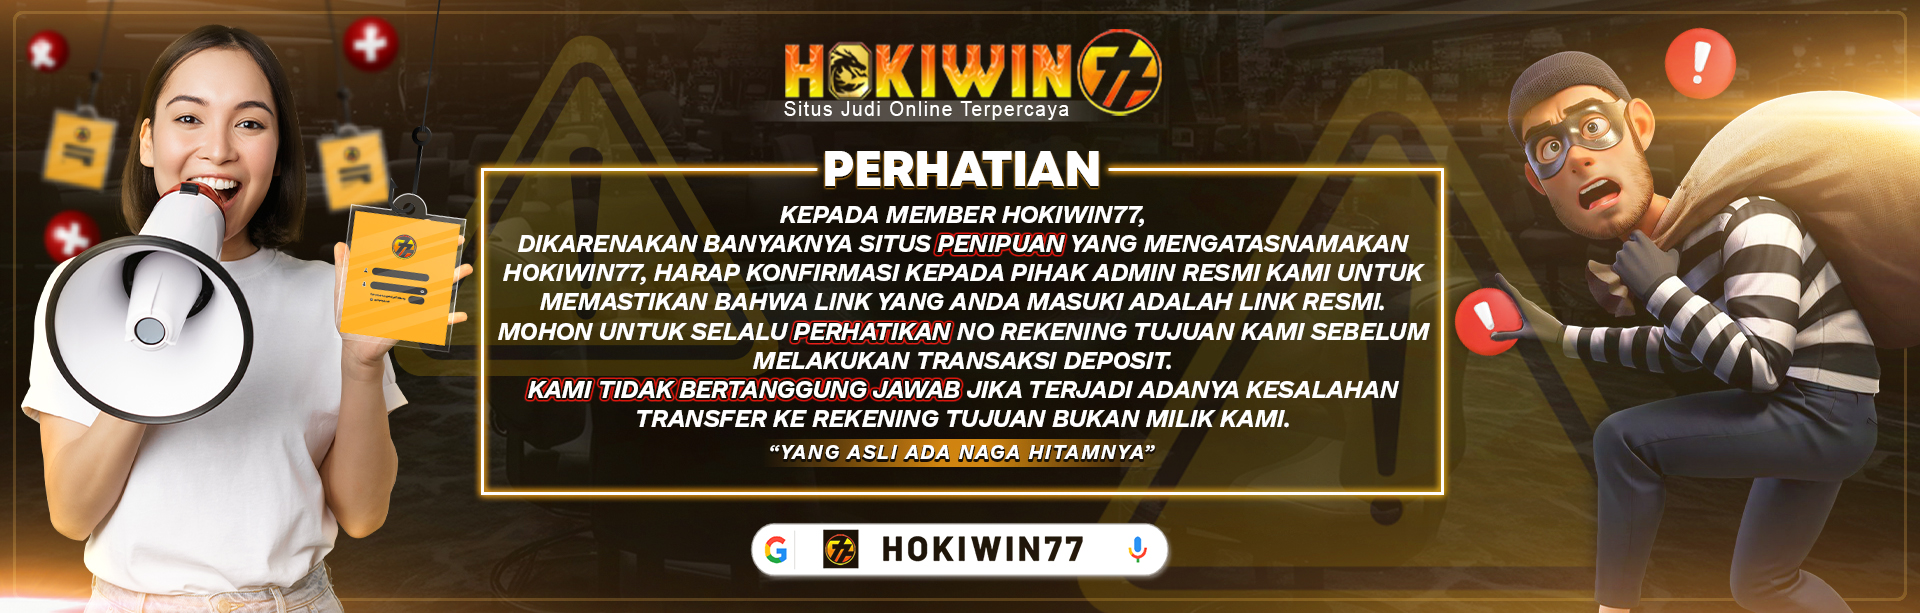 HOKIWIN77
Situs Judi Online Terpercaya
PERHATIAN
KEPADA MEMBER HOKIWIN77,
DIKARENAKAN BANYAKNYA SITUS PENIPUAN YANG MENGATASNAMAKAN
HOKIWIN77, HARAP KONFIRMASI KEPADA PIHAK ADMIN RESMI KAMI UNTUK
MEMASTIKAN BAHWA LINK YANG ANDA MASUKI ADALAH LINK RESMI.
MOHON UNTUK SELALU PERHATIKAN NO REKENING TUJUAN KAMI SEBELUM
MELAKUKAN TRANSAKSI DEPOSIT.
KAMI TIDAK BERTANGGUNG JAWAB JIKA TERJADI ADANYA KESALAHAN
TRANSFER KE REKENING TUJUAN BUKAN MILIK KAMI.
“YANG ASLI ADA NAGA HITAMNYA”
G 77 HOKIWIN77